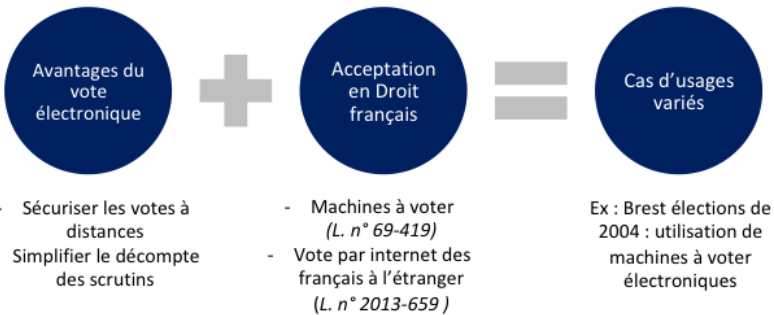 Avantages du
vote
électronique
Acceptation
en Droit
français
Cas d'usages
variés
- Sécuriser les votes à
distances
Simplifier le décompte
des scrutins
- Machines à voter
(L. n° 69-419)
- Vote par internet des
français à l'étranger
(L. n° 2013-659 )
Ex : Brest élections de
2004 : utilisation de
machines à voter
électroniques